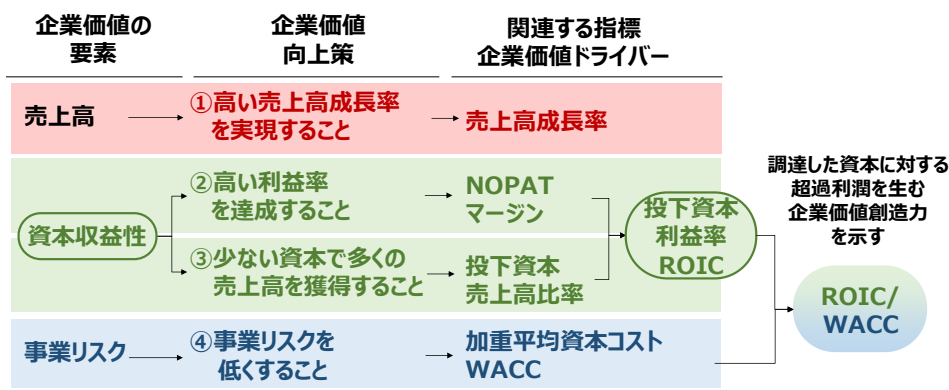 企業価値の
要素
企業価値
向上策
関連する指標
企業価値ドライバー
売上高
①高い売上高成長率
を実現すること
売上高成長率
資本収益性
②高い利益率
を達成すること
NOPAT
マージン
③少ない資本で多くの
売上高を獲得すること
投下資本
売上高比率
投下資本
利益率
ROIC
調達した資本に対する
超過利潤を生む
企業価値創造力
を示す
ROIC/
WACC
事業リスク
④事業リスクを
低くすること
加重平均資本コスト
WACC